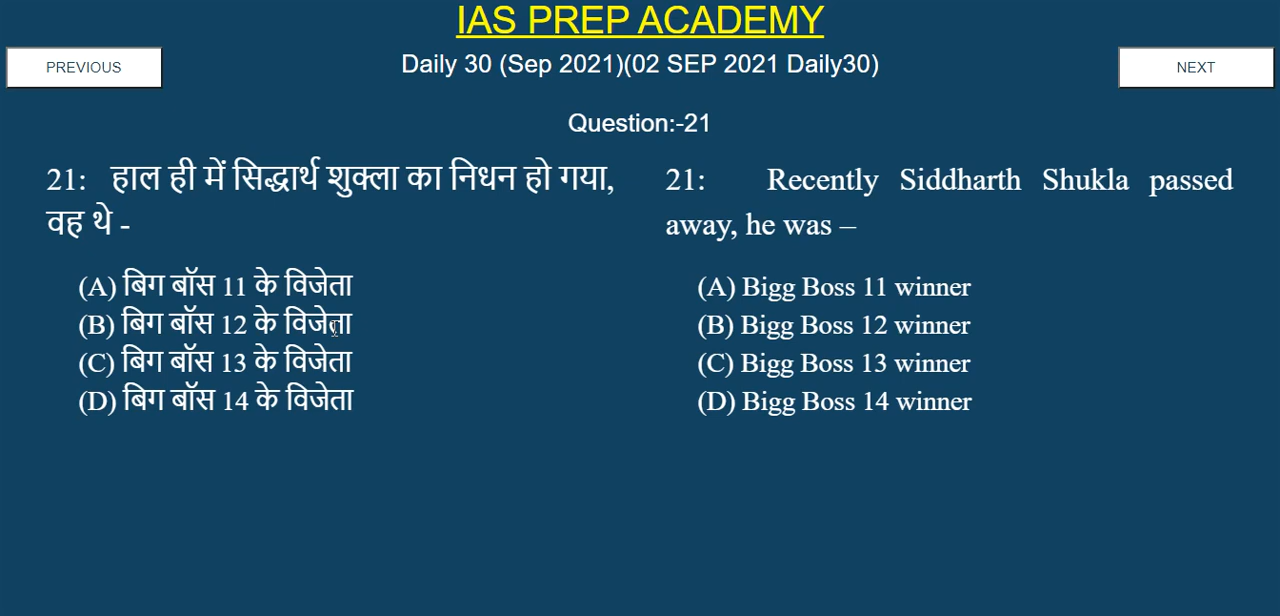 IAS PREP ACADEMY
PREVIOUS
Daily 30 (Sep 2021)(02 SEP 2021 Daily30)
NEXT
Question:-21
21: हाल ही में सिद्धार्थ शुक्ला का निधन हो गया,
वह थे -
(A) बिग बॉस 11 के विजेता
(B) बिग बॉस 12 के विजेता
(C) बिग बॉस 13 के विजेता
(D) बिग बॉस 14 के विजेता
21: Recently Siddharth Shukla passed
away, he was –
(A) Bigg Boss 11 winner
(B) Bigg Boss 12 winner
(C) Bigg Boss 13 winner
(D) Bigg Boss 14 winner